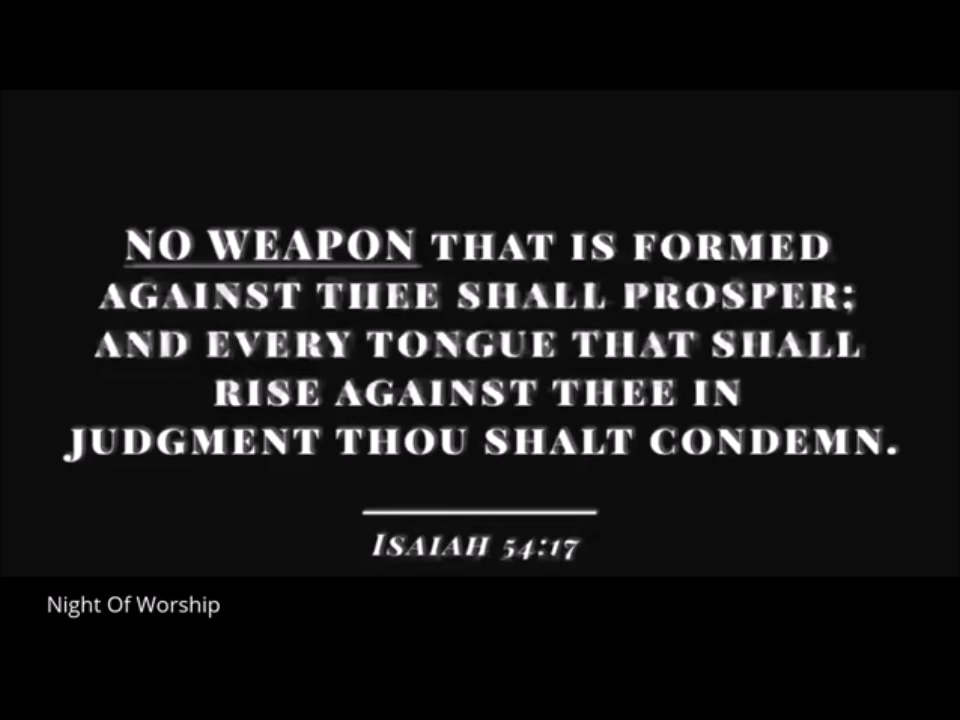 NO WEAPON THAT IS FORMED
AGAINST THEE SHALL PROSPER;
AND EVERY TONGUE THAT SHALL
RISE AGAINST THEE IN
JUDGMENT THOU SHALT CONDEMN.
ISAIAH 54:17
Night Of Worship